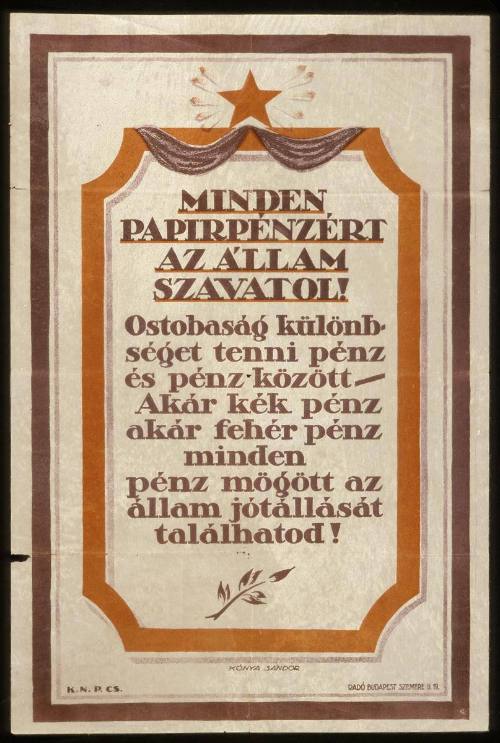 MINDEN
PAPIRPÉNZÉRT
AZ ÁLLAM
SZAVATOL!
Ostobaság különb-
séget tenni pénz
és pénz között —
Akár kék pénz
akár fehér pénz
minden
pénz mögött az
állam jótállását
találhatod!
KÓNYA SÁNDOR
K. N. P. CS.
RADÓ BUDAPEST SZEMERE U. 19.